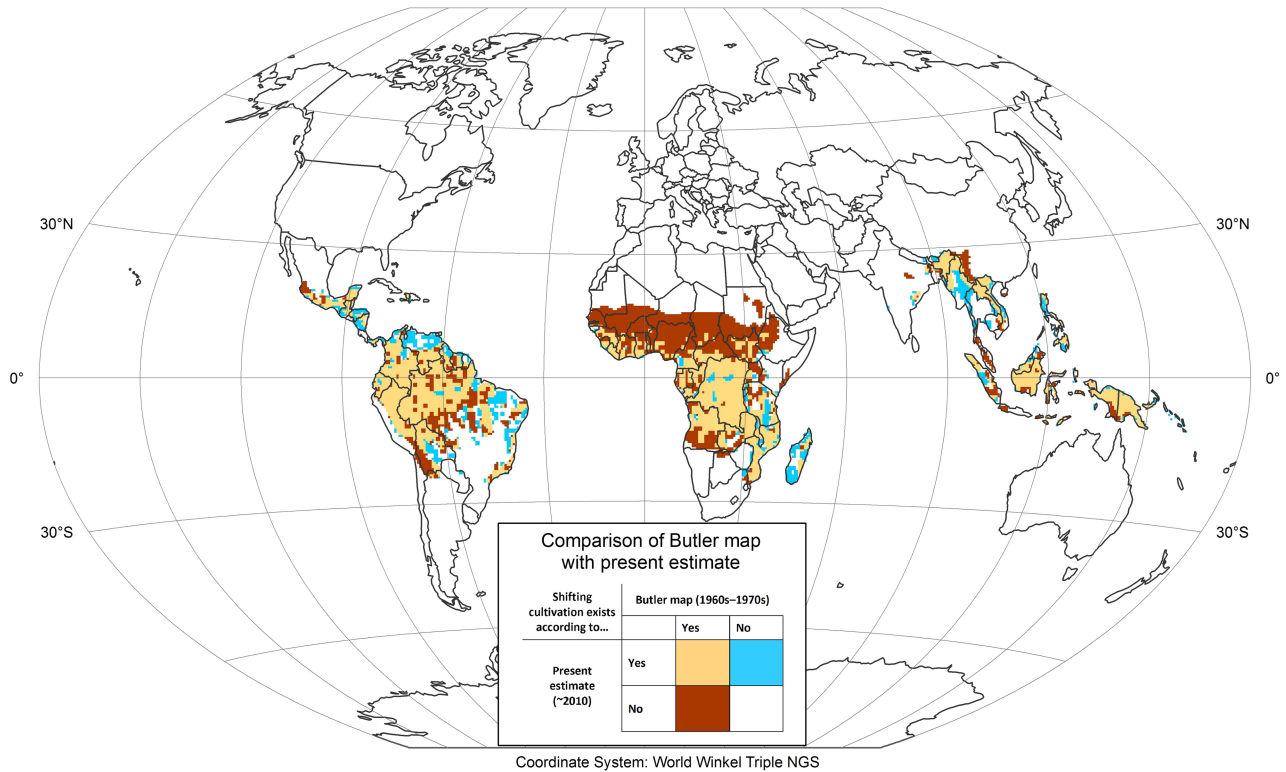 30°N
30°N
0°
0°
30°S
30°S
Comparison of Butler map
with present estimate
Shifting
cultivation exists
according to...
Butler map (1960s–1970s)
Yes
No
Present
estimate
(~2010)
Yes
No
Coordinate System: World Winkel Triple NGS